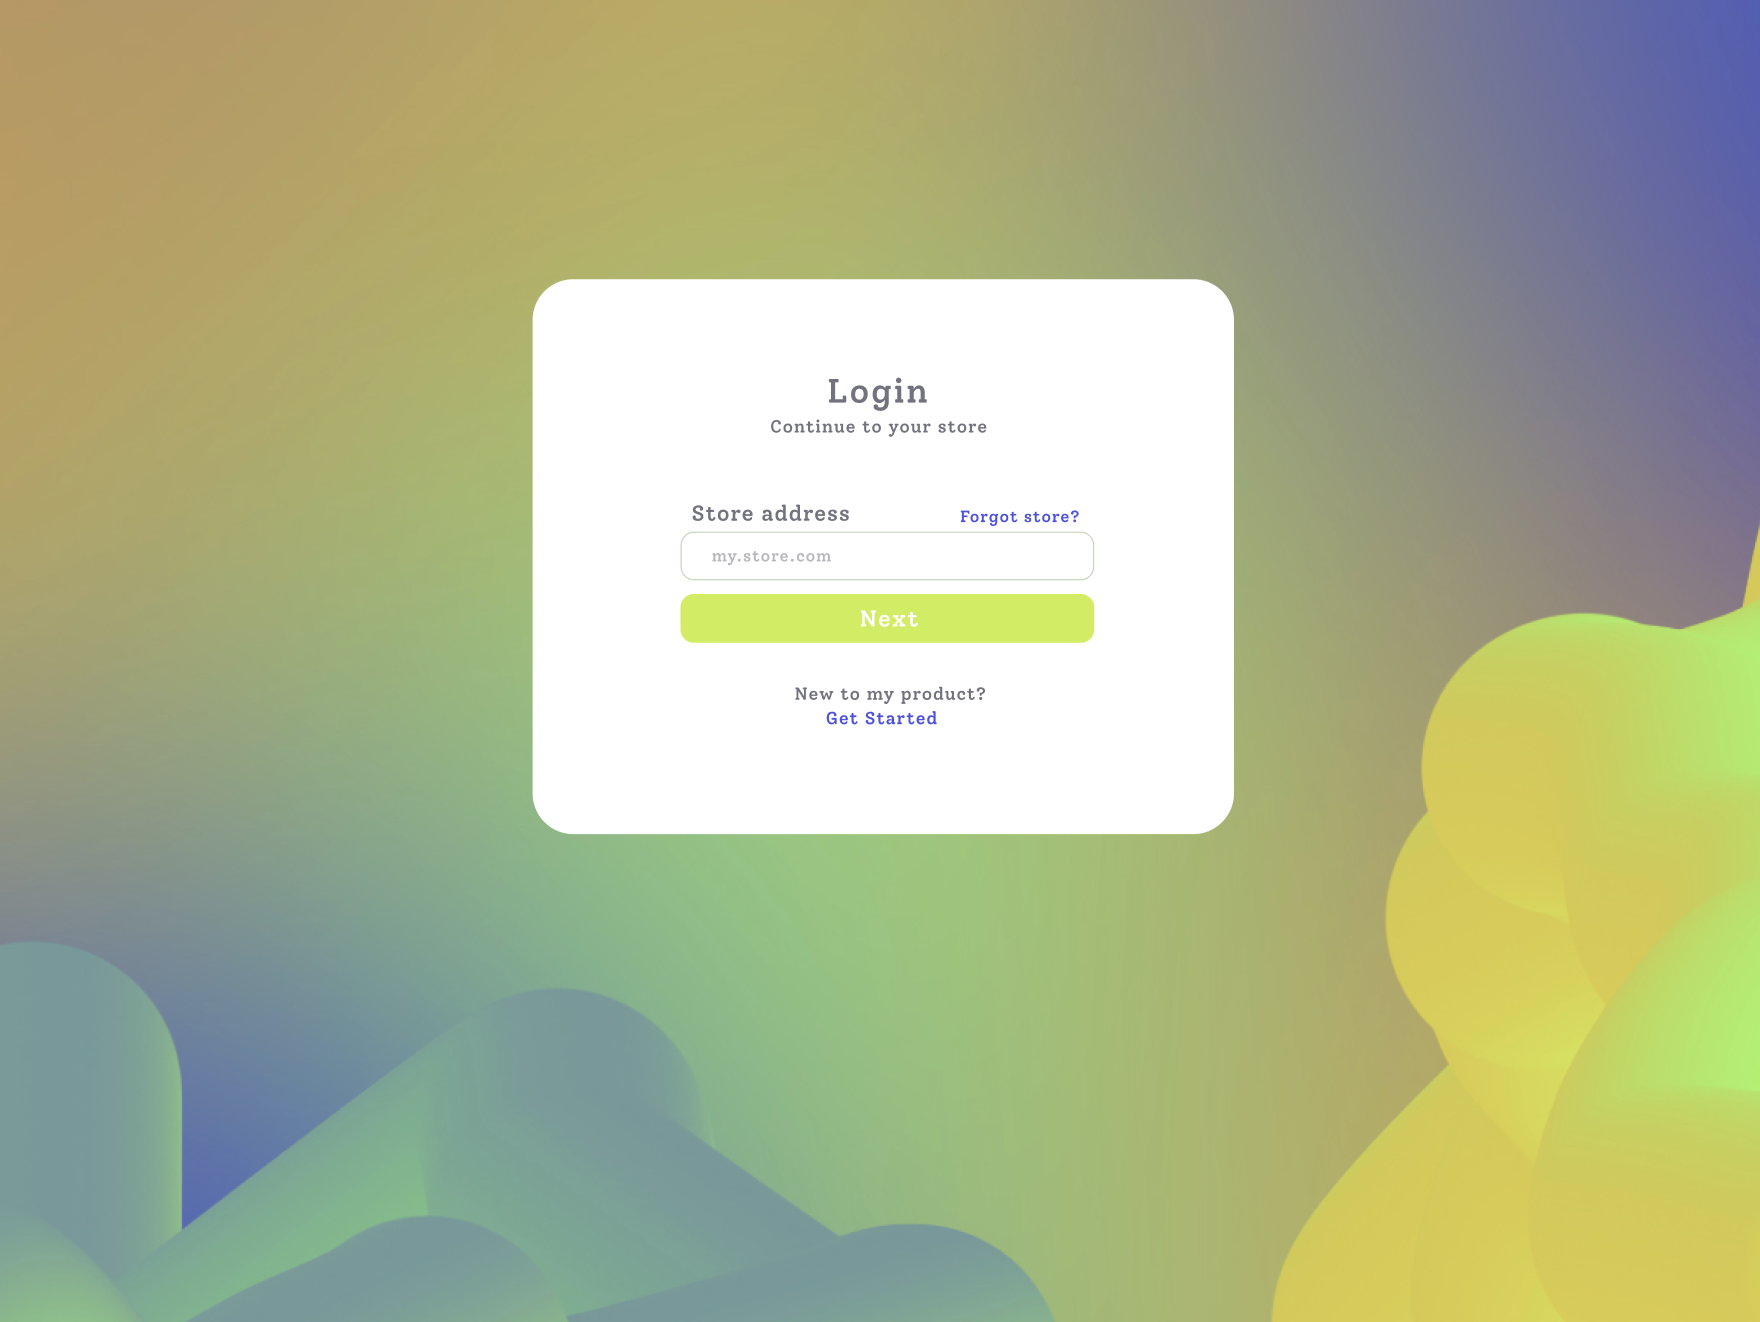 Login
Continue to your store
Store address
Forgot store?
my.store.com
Next
New to my product?
Get Started